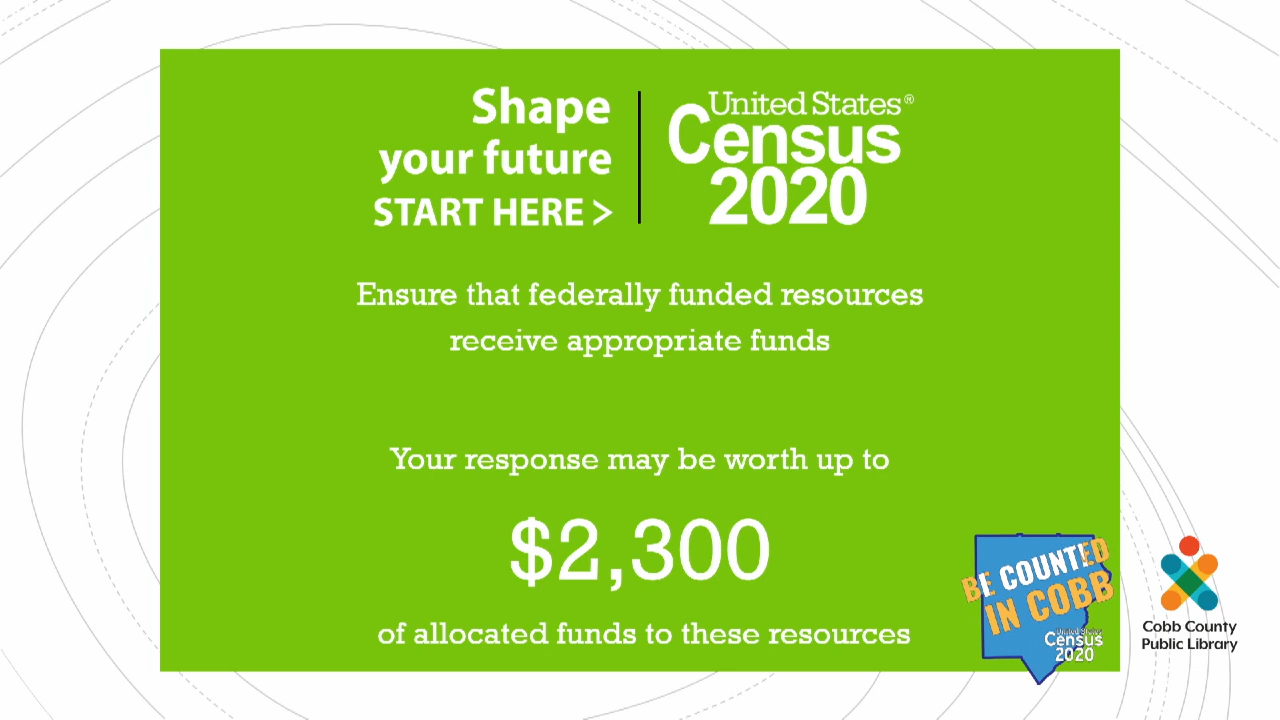 Shape
your future
START HERE >
United States®
Census
2020
Ensure that federally funded resources
receive appropriate funds
Your response may be worth up to
$2,300
of allocated funds to these resources
BE COUNTED
IN COBB
United States
Census
2020
Cobb County
Public Library